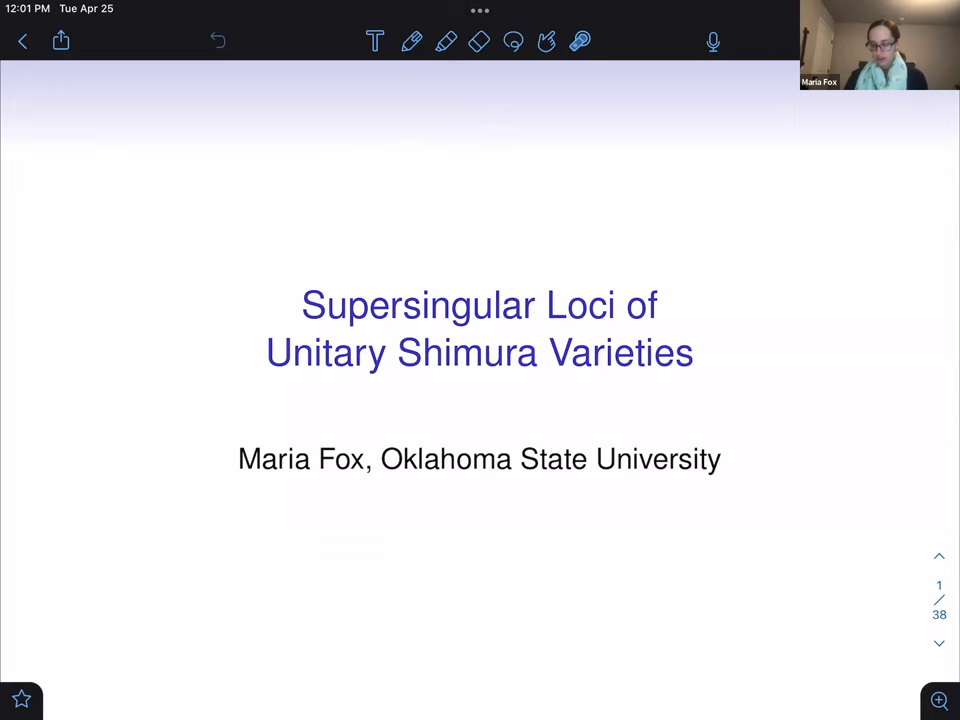 12:01 PM Tue Apr 25
Maria Fox
Supersingular Loci of
Unitary Shimura Varieties
Maria Fox, Oklahoma State University
1
/
38